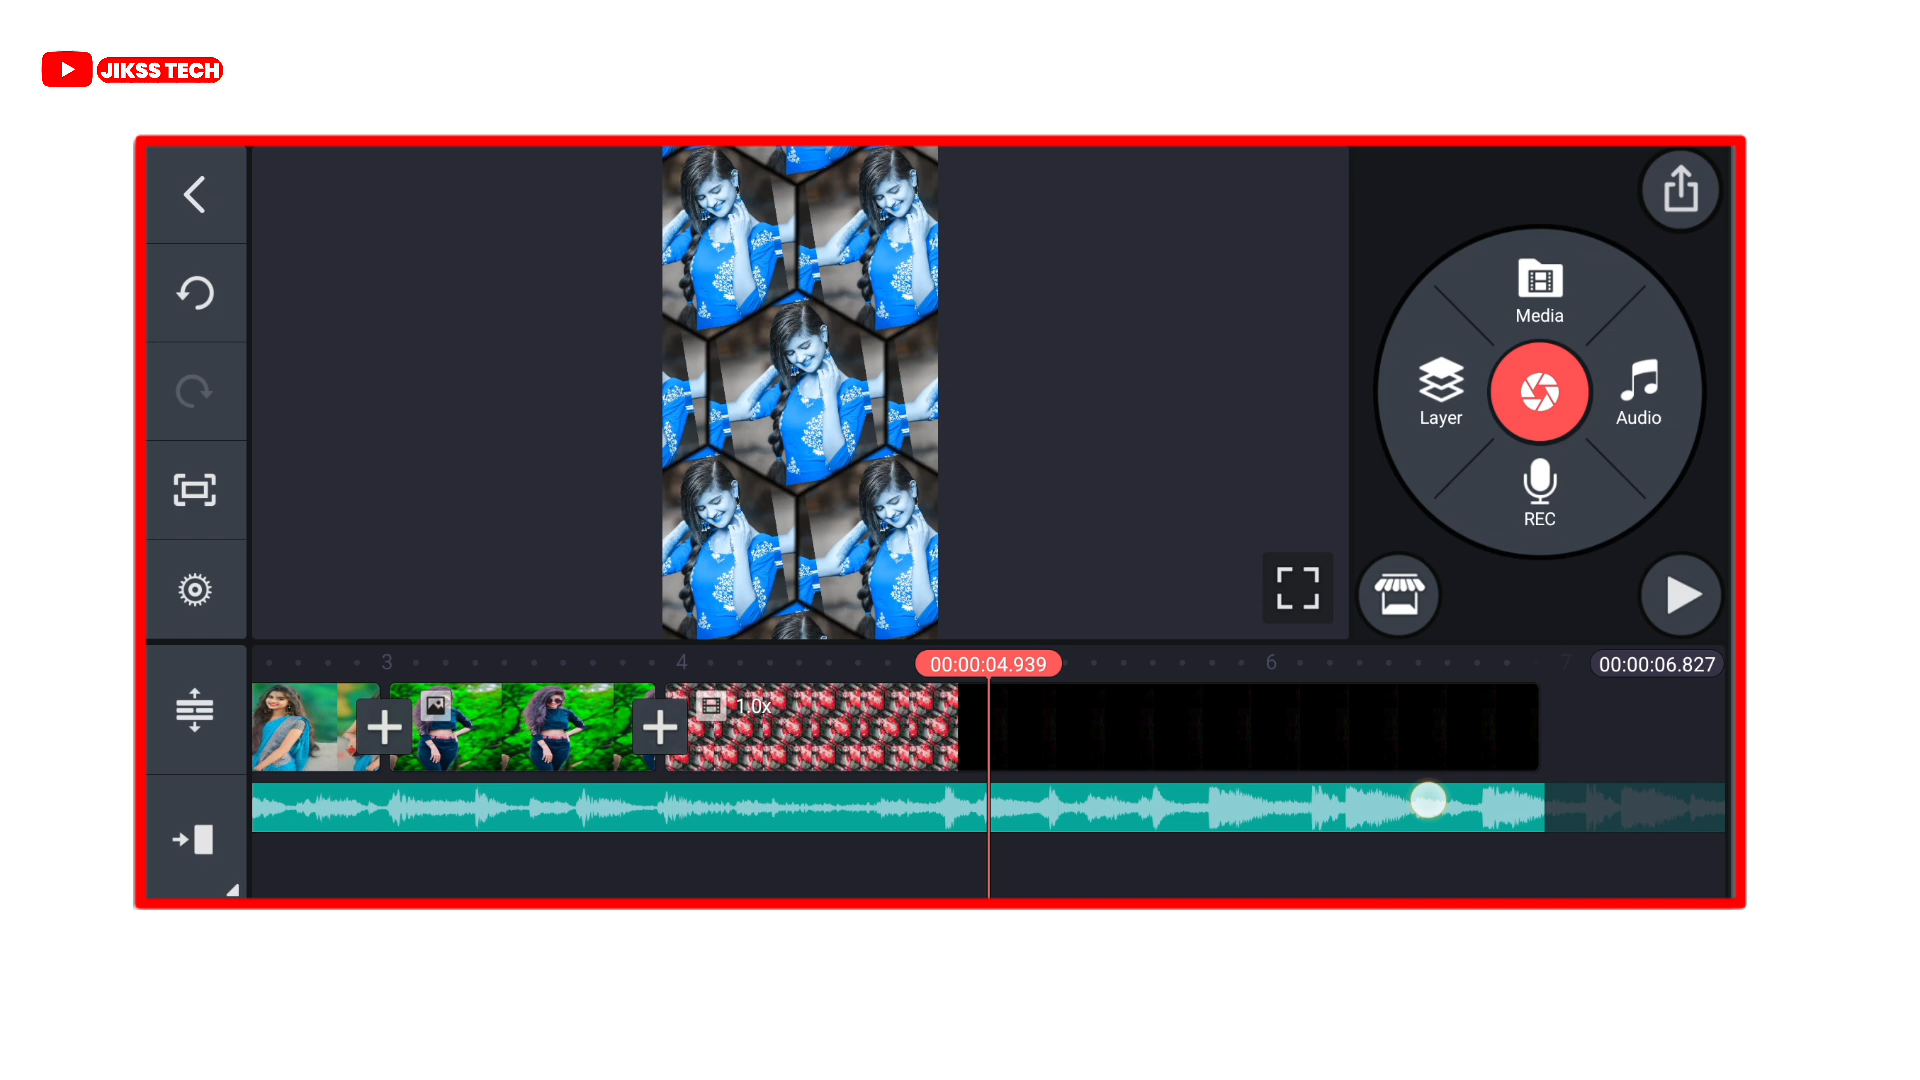 JIKSS TECH
Media
Layer
Audio
REC
3
4
00:00:04.939
6
7
00:00:06.827
1.0x